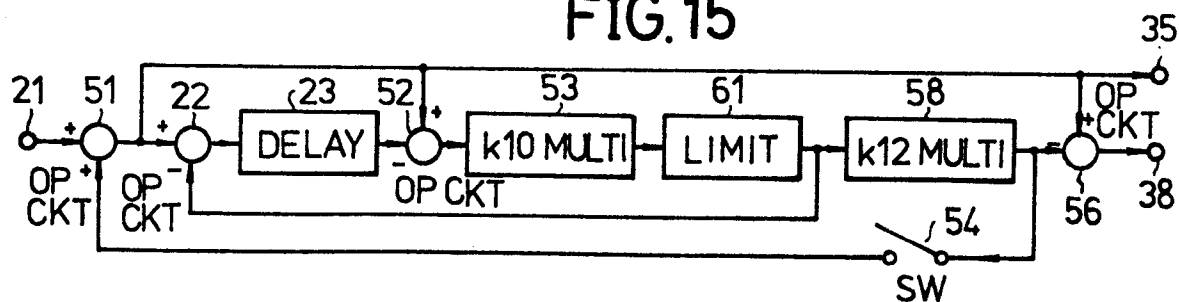 FIG. 15
35
21
51
22
23
52
53
61
58
+
+
+
+
DELAY
-
k10 MULTI
LIMIT
k12 MULTI
-
OP
CKT
OP
CKT
+
OP
CKT
-
OP CKT
56
38
54
SW